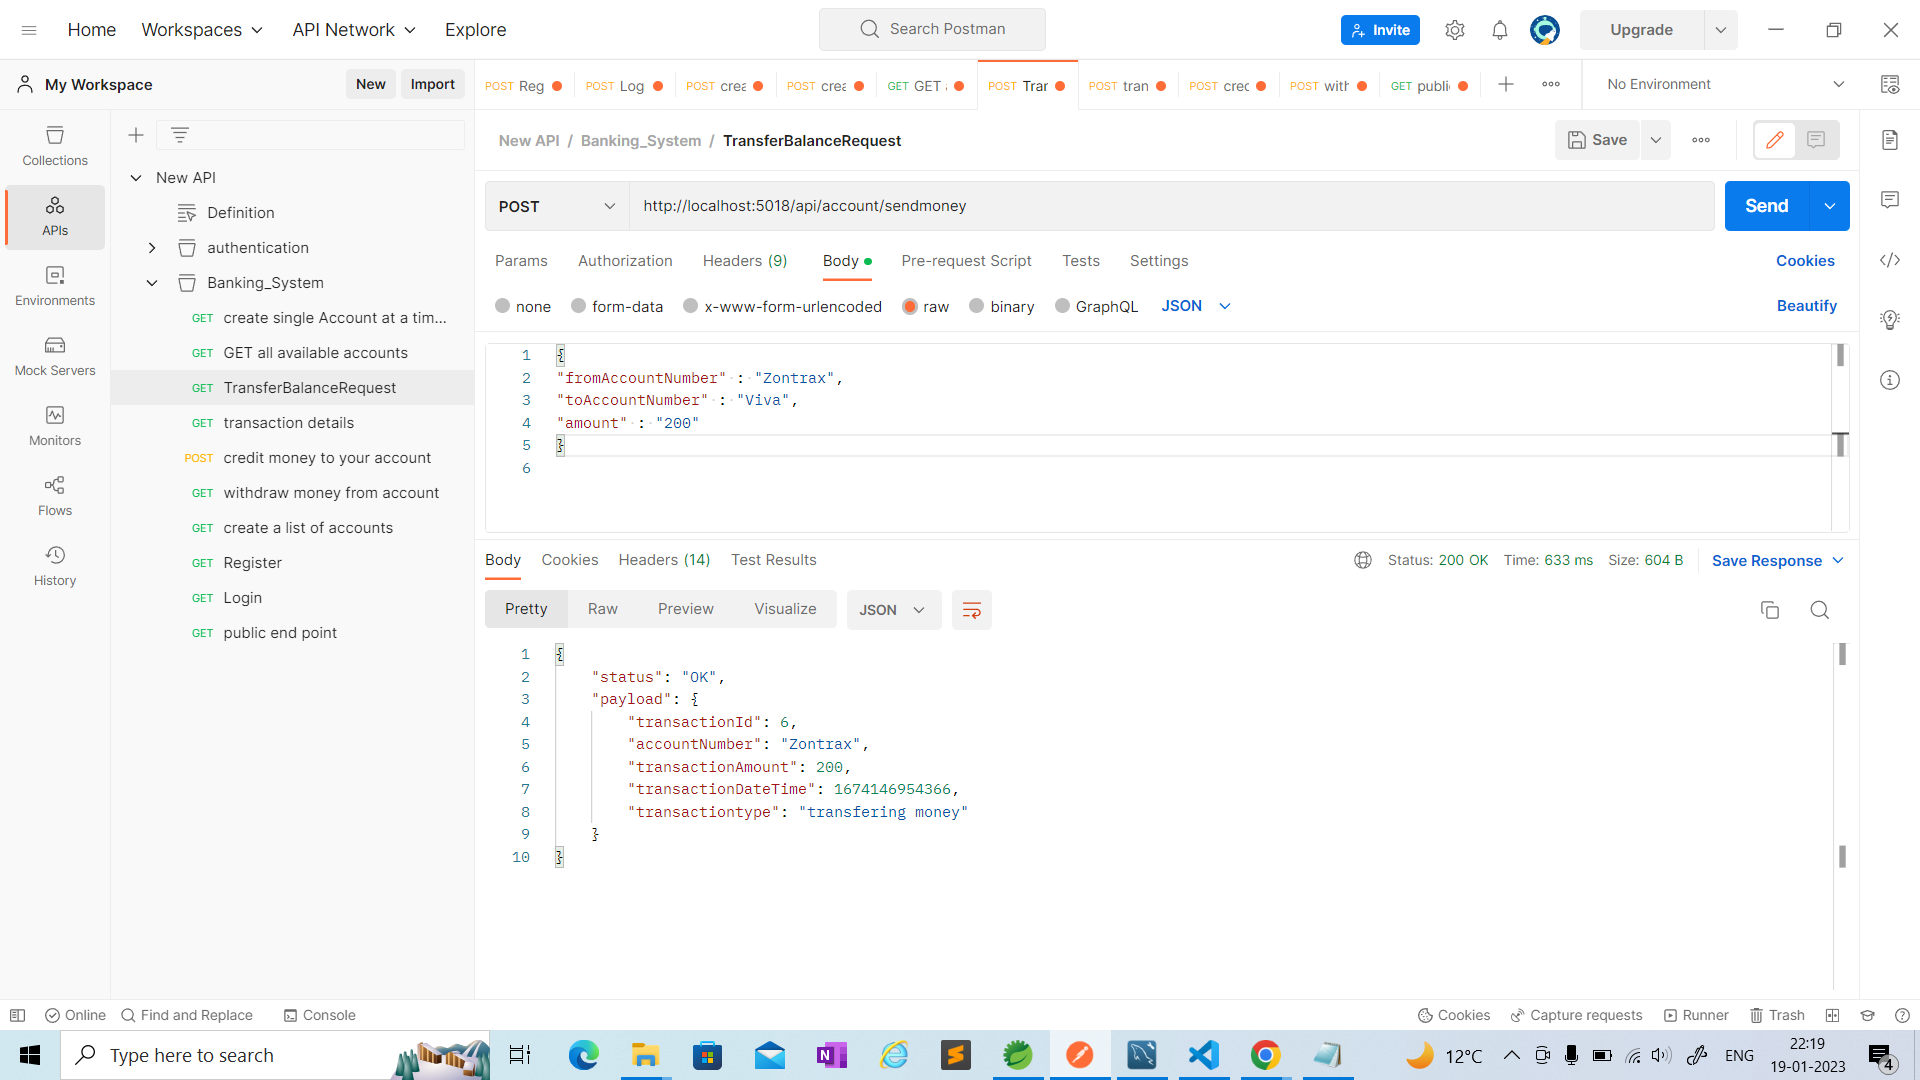 Home Workspaces API Network Explore Search Postman Invite Upgrade
My Workspace New Import
POST Reg POST Log POST crea POST crea GET GET POST Trar POST tran POST crec POST with GET publi No Environment
Collections
APIs
Environments
Mock Servers
Monitors
Flows
History
New API
Definition
authentication
Banking_System
GET create single Account at a tim...
GET GET all available accounts
GET TransferBalanceRequest
GET transaction details
POST credit money to your account
GET withdraw money from account
GET create a list of accounts
GET Register
GET Login
GET public end point
New API / Banking_System / TransferBalanceRequest Save
POST http://localhost:5018/api/account/sendmoney Send
Params Authorization Headers (9) Body Pre-request Script Tests Settings Cookies
none form-data x-www-form-urlencoded raw binary GraphQL JSON Beautify
1 {
2 "fromAccountNumber" : "Zontrax",
3 "toAccountNumber" : "Viva",
4 "amount" : "200"
5 }
6
Body Cookies Headers (14) Test Results Status: 200 OK Time: 633 ms Size: 604 B Save Response
Pretty Raw Preview Visualize JSON
1 {
2 "status": "OK",
3 "payload": {
4 "transactionId": 6,
5 "accountNumber": "Zontrax",
6 "transactionAmount": 200,
7 "transactionDateTime": 1674146954366,
8 "transactiontype": "transfering money"
9 }
10 }
Online Find and Replace Console Cookies Capture requests Runner Trash
Type here to search 12°C ENG 22:19
19-01-2023 4